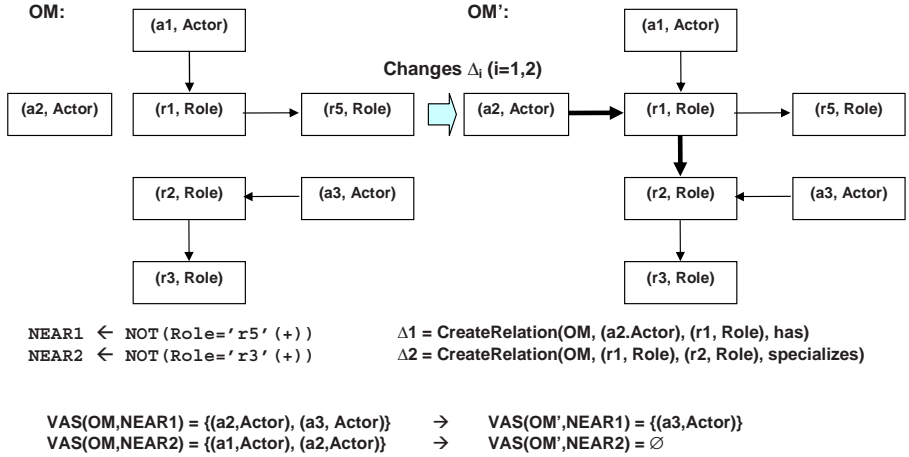 OM:
OM’:
(a1, Actor)
(a1, Actor)
Changes Δi (i=1,2)
(a2, Actor)
(r1, Role)
(r5, Role)
(a2, Actor)
(r1, Role)
(r5, Role)
(r2, Role)
(a3, Actor)
(r2, Role)
(a3, Actor)
(r3, Role)
(r3, Role)
NEAR1 ← NOT(Role=’r5’(+))
NEAR2 ← NOT(Role=’r3’(+))
Δ1 = CreateRelation(OM, (a2.Actor), (r1, Role), has)
Δ2 = CreateRelation(OM, (r1, Role), (r2, Role), specializes)
VAS(OM,NEAR1) = {(a2,Actor), (a3, Actor)} → VAS(OM’,NEAR1) = {(a3,Actor)}
VAS(OM,NEAR2) = {(a1,Actor), (a2,Actor)} → VAS(OM’,NEAR2) = ∅